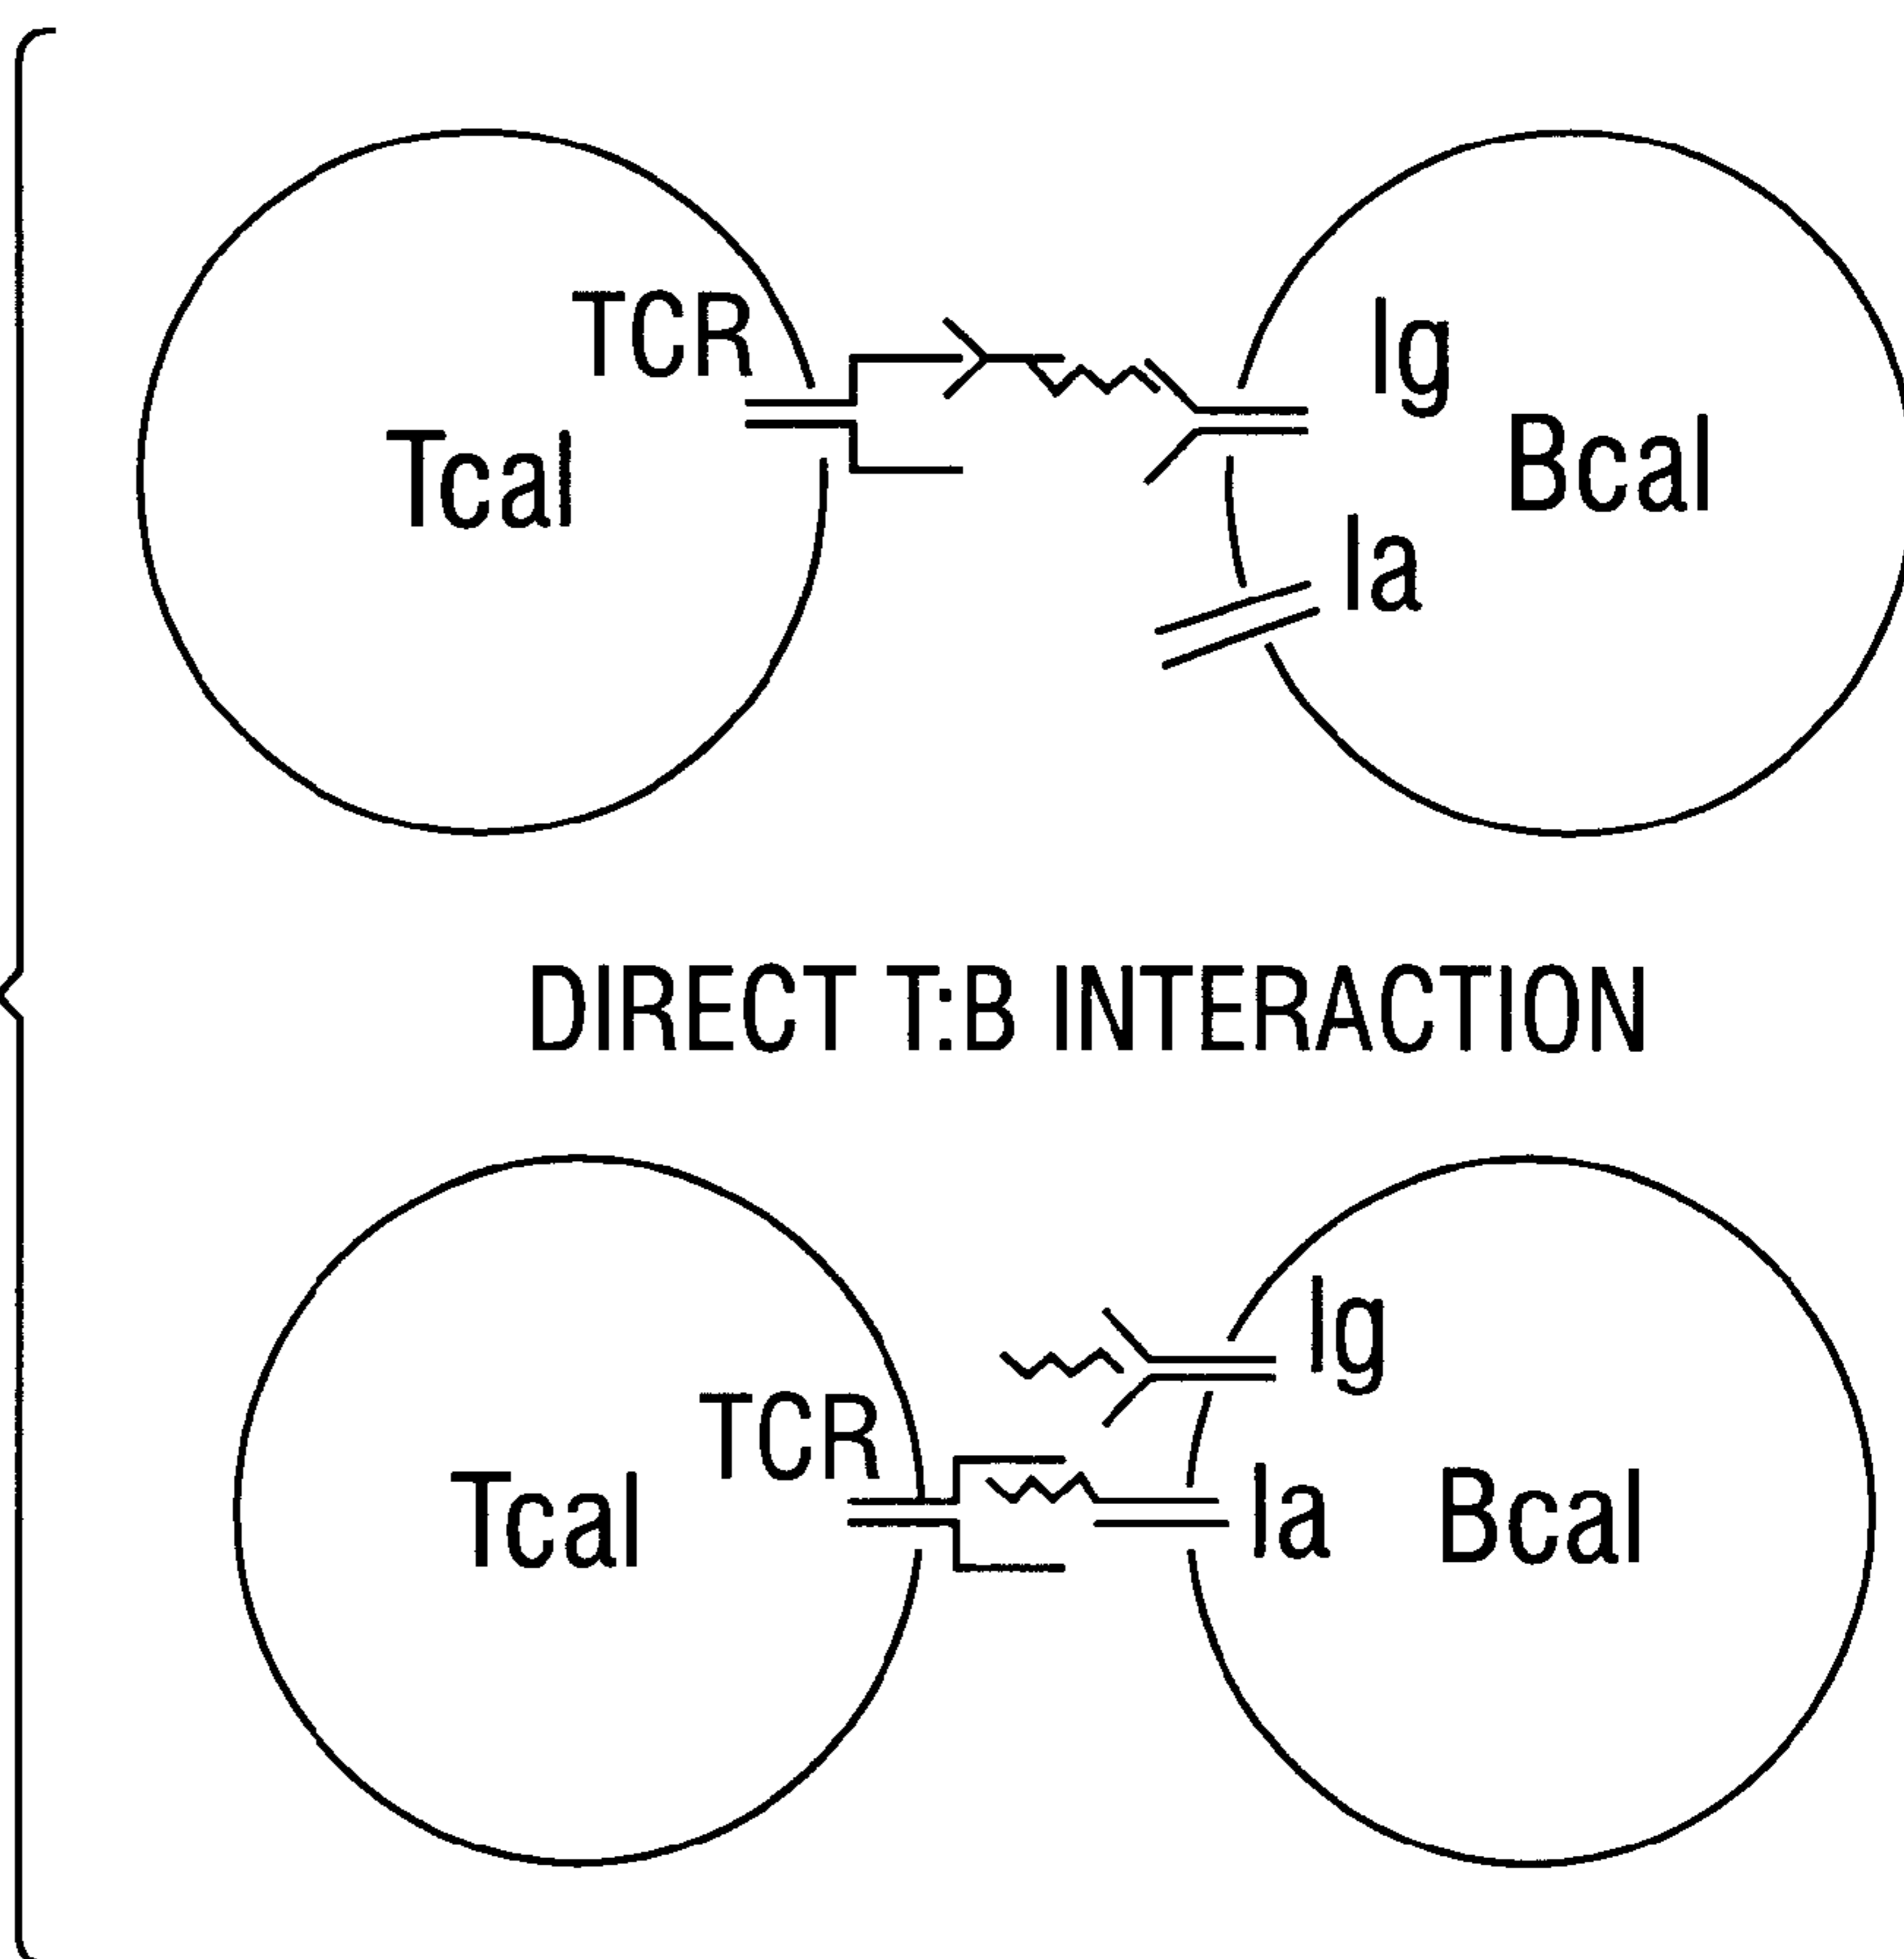 TCR
Ig
Tcal
Bcal
Ia
DIRECT T:B INTERACTION
Ig
TCR
Tcal
Ia
Bcal